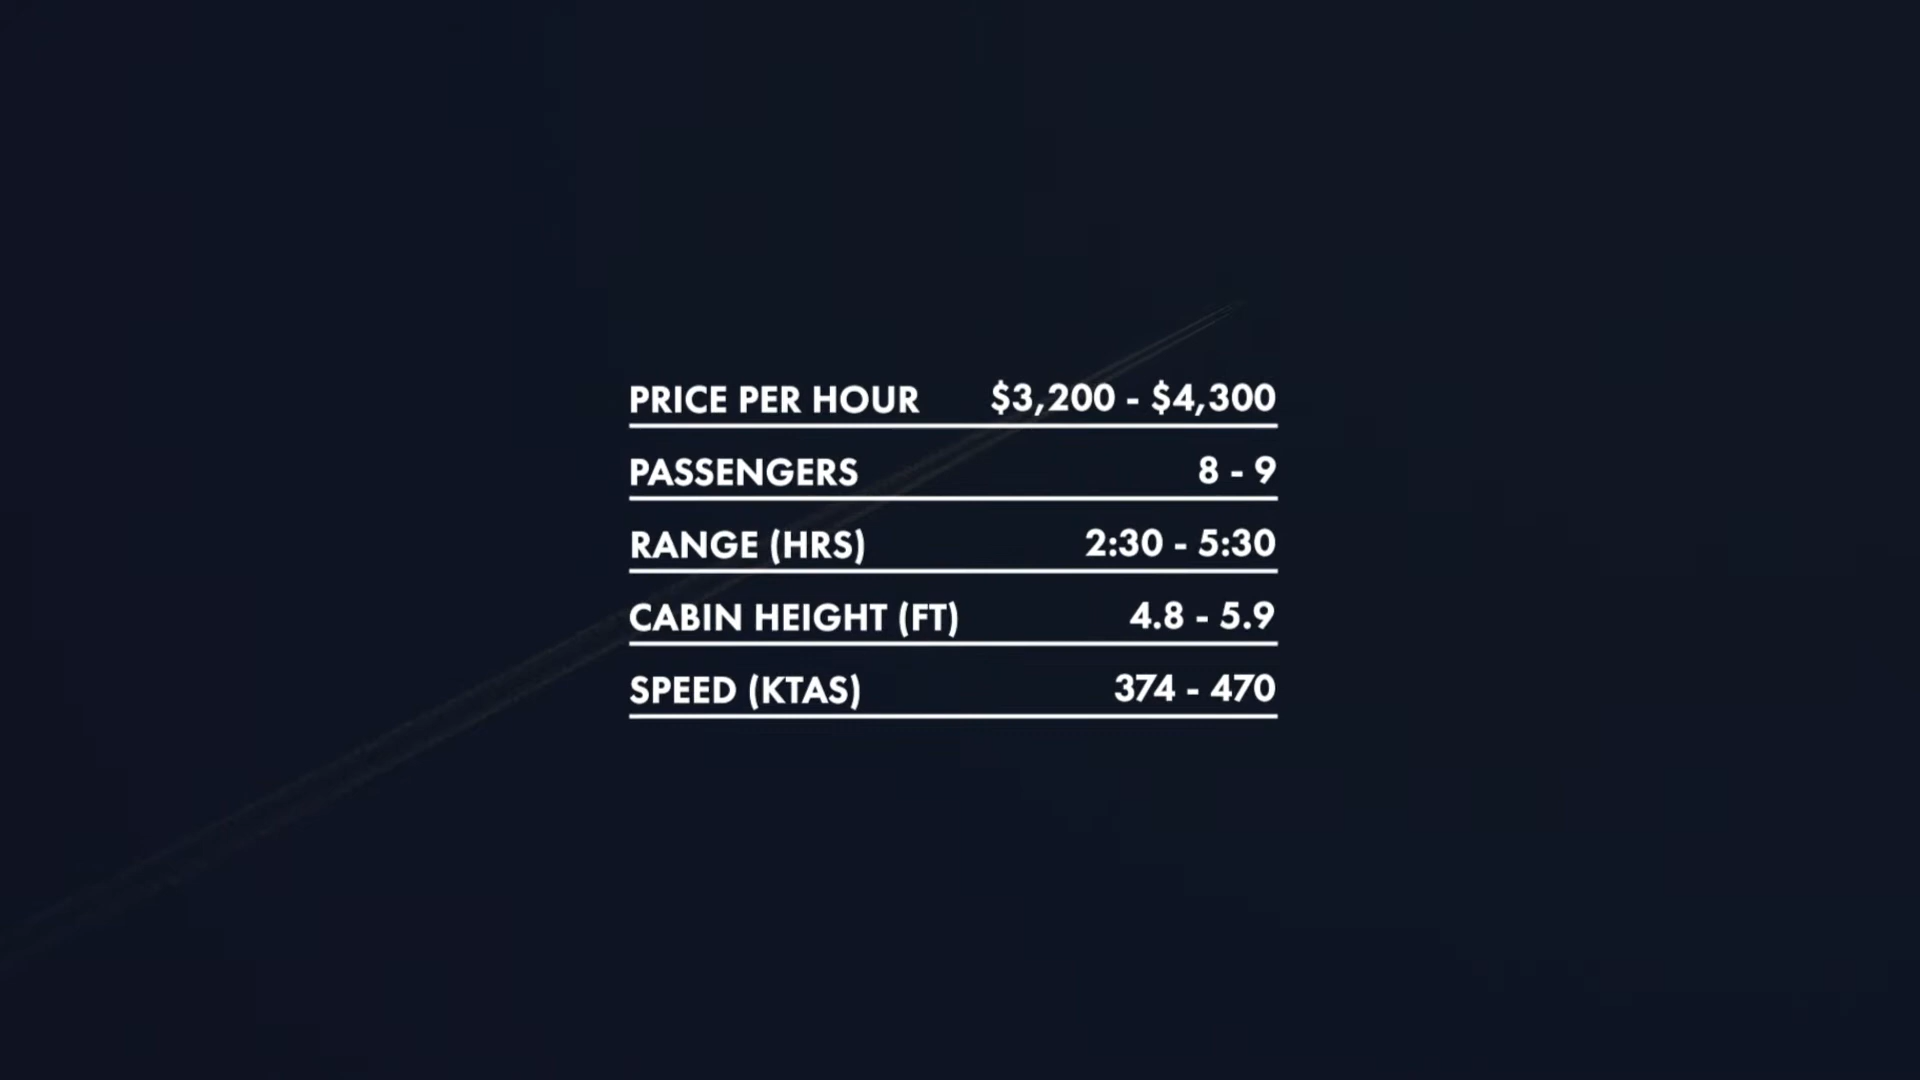 PRICE PER HOUR $3,200 - $4,300
PASSENGERS 8 - 9
RANGE (HRS) 2:30 - 5:30
CABIN HEIGHT (FT) 4.8 - 5.9
SPEED (KTAS) 374 - 470